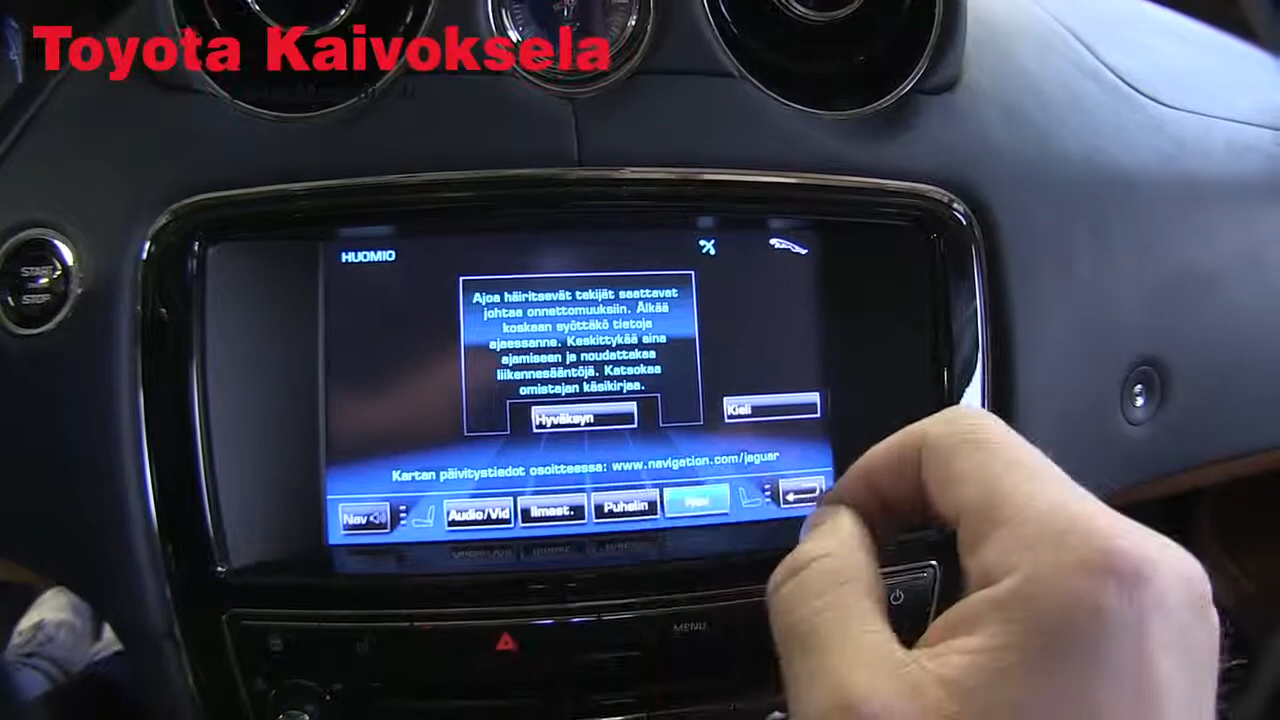 Toyota Kaivoksela
START
STOP
HUOMIO
Ajoa häiritsevät tekijät saattavat
johtaa onnettomuuksiin. Älkää
koskaan syöttäkö tietoja
ajaessanne. Keskittykää aina
ajamiseen ja noudattakaa
liikennesääntöjä. Katsokaa
omistajan käsikirjaa.
Hyväksyn
Kieli
Kartan päivitystiedot osoitteessa: www.navigation.com/jaguar
Nav
Audio/Vid
Ilmast.
Puhelin
Navi
MENU